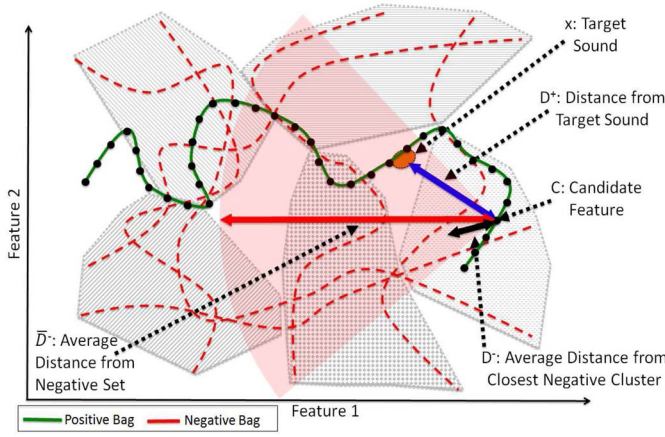 x: Target
Sound
D⁺: Distance from
Target Sound
C: Candidate
Feature
Feature 2
D̅⁻: Average
Distance from
Negative Set
D⁻: Average Distance from
Closest Negative Cluster
Feature 1
Positive Bag
Negative Bag